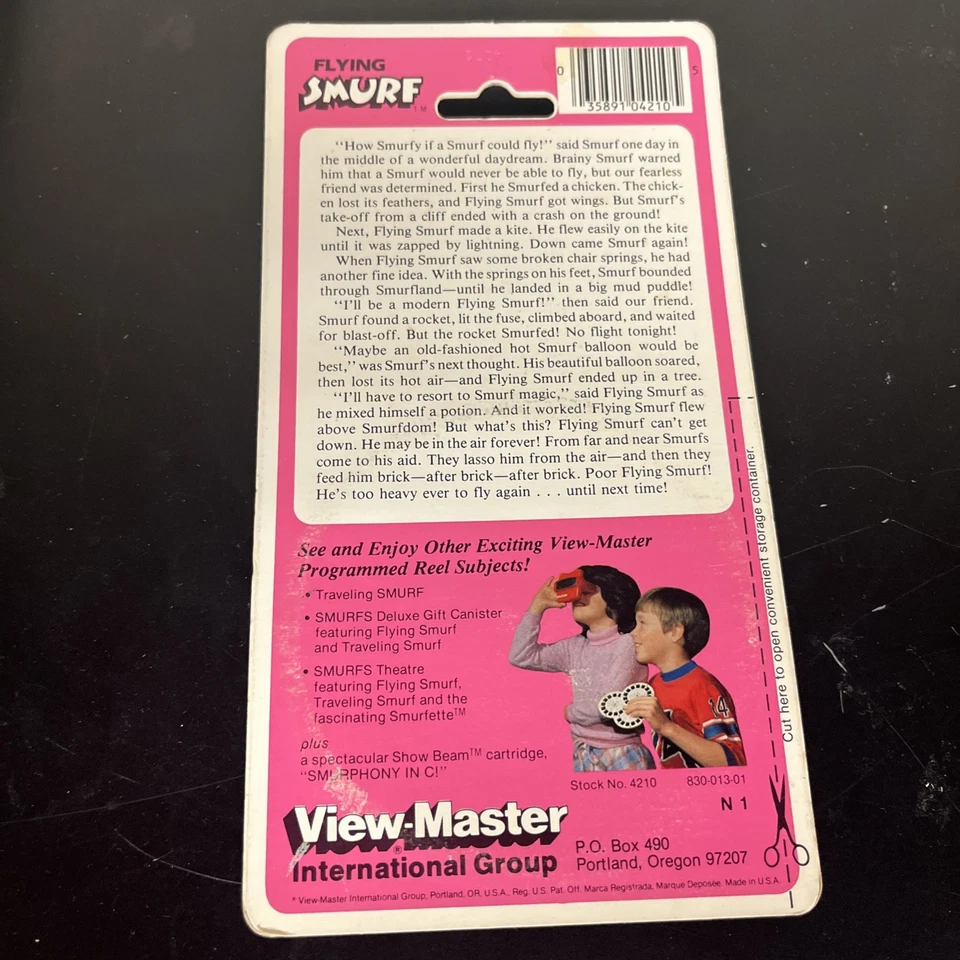 FLYING
SMURF™
0 35891 04210 5
"How Smurfy if a Smurf could fly!" said Smurf one day in
the middle of a wonderful daydream. Brainy Smurf warned
him that a Smurf would never be able to fly, but our fearless
friend was determined. First he Smurfed a chicken. The chick-
en lost its feathers, and Flying Smurf got wings. But Smurf's
take-off from a cliff ended with a crash on the ground!
Next, Flying Smurf made a kite. He flew easily on the kite
until it was zapped by lightning. Down came Smurf again!
When Flying Smurf saw some broken chair springs, he had
another fine idea. With the springs on his feet, Smurf bounded
through Smurfland—until he landed in a big mud puddle!
"I'll be a modern Flying Smurf!" then said our friend.
Smurf found a rocket, lit the fuse, climbed aboard, and waited
for blast-off. But the rocket Smurfed! No flight tonight!
"Maybe an old-fashioned hot Smurf balloon would be
best," was Smurf's next thought. His beautiful balloon soared,
then lost its hot air—and Flying Smurf ended up in a tree.
"I'll have to resort to Smurf magic," said Flying Smurf as
he mixed himself a potion. And it worked! Flying Smurf flew
above Smurfdom! But what's this? Flying Smurf can't get
down. He may be in the air forever! From far and near Smurfs
come to his aid. They lasso him from the air—and then they
feed him brick—after brick—after brick. Poor Flying Smurf!
He's too heavy ever to fly again . . . until next time!
See and Enjoy Other Exciting View-Master
Programmed Reel Subjects!
• Traveling SMURF
• SMURFS Deluxe Gift Canister
featuring Flying Smurf
and Traveling Smurf
• SMURFS Theatre
featuring Flying Smurf,
Traveling Smurf and the
fascinating Smurfette™
plus
a spectacular Show Beam™ cartridge,
"SMURPHONY IN C!"
14
Stock No. 4210 830-013-01
N 1
Cut here to open convenient storage container.
View-Master®
International Group
P.O. Box 490
Portland, Oregon 97207
® View-Master International Group, Portland, OR, U.S.A., Reg. U.S. Pat. Off. Marca Registrada, Marque Deposée. Made in U.S.A.